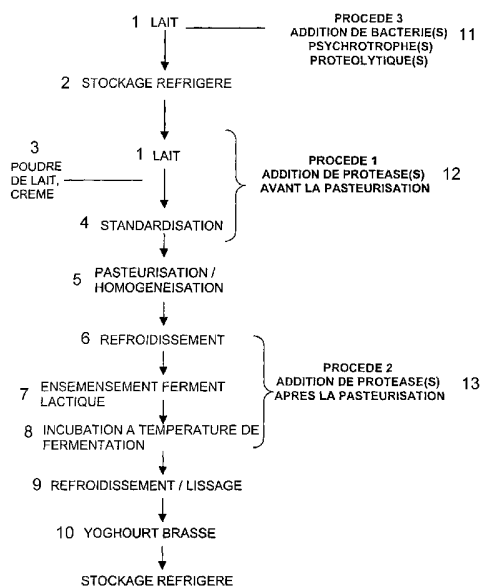 1 LAIT
PROCEDE 3
ADDITION DE BACTERIE(S)
PSYCHROTROPHE(S)
PROTEOLYTIQUE(S)
11
2 STOCKAGE REFRIGERE
3
POUDRE
DE LAIT,
CREME
1 LAIT
PROCEDE 1
ADDITION DE PROTEASE(S)
AVANT LA PASTEURISATION
12
4 STANDARDISATION
5 PASTEURISATION /
HOMOGENEISATION
6 REFROIDISSEMENT
PROCEDE 2
ADDITION DE PROTEASE(S)
APRES LA PASTEURISATION
13
7 ENSEMENSEMENT FERMENT
LACTIQUE
8 INCUBATION A TEMPERATURE DE
FERMENTATION
9 REFROIDISSEMENT / LISSAGE
10 YOGHOURT BRASSE
STOCKAGE REFRIGERE